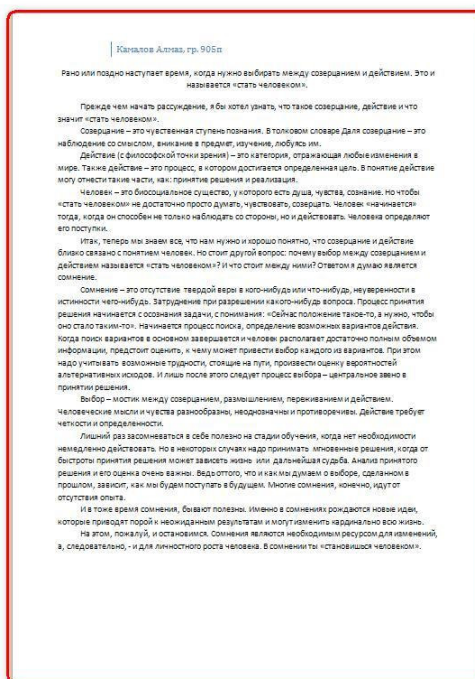 Камалов Алмаз, гр. 905п
Рано или поздно наступает время, когда нужно выбирать между созерцанием и действием. Это и
называется «стать человеком».
Прежде чем начать рассуждение, я бы хотел узнать, что такое созерцание, действие и что
значит «стать человеком».
Созерцание – это чувственная ступень познания. В толковом словаре Даля созерцание – это
наблюдение со смыслом, вникание в предмет, изучение, любуясь им.
Действие (с философской точки зрения) – это категория, отражающая любые изменения в
мире. Также действие – это процесс, в котором достигается определенная цель. В понятие действие
могу отнести такие части, как: принятие решения и реализация.
Человек – это биосоциальное существо, у которого есть душа, чувства, сознание. Но чтобы
«стать человеком» не достаточно просто думать, чувствовать, созерцать. Человек «начинается»
тогда, когда он способен не только наблюдать со стороны, но и действовать. Человека определяют
его поступки.
Итак, теперь мы знаем все, что нам нужно и хорошо понятно, что созерцание и действие
близко связано с понятием человек. Но стоит другой вопрос: почему выбор между созерцанием и
действием называется «стать человеком»? И что стоит между ними? Ответом я думаю является
сомнение.
Сомнение – это отсутствие твердой веры в кого-нибудь или что-нибудь, неуверенности в
истинности чего-нибудь. Затруднение при разрешении какого-нибудь вопроса. Процесс принятия
решения начинается с осознания задачи, с понимания: «Сейчас положение такое-то, а нужно, чтобы
оно стало таким-то». Начинается процесс поиска, определение возможных вариантов действия.
Когда поиск вариантов в основном завершается и человек располагает достаточно полным объемом
информации, предстоит оценить, к чему может привести выбор каждого из вариантов. При этом
надо учитывать возможные трудности, стоящие на пути, произвести оценку вероятностей
альтернативных исходов. И лишь после этого следует процесс выбора – центральное звено в
принятии решения.
Выбор – мостик между созерцанием, размышлением, переживанием и действием.
Человеческие мысли и чувства разнообразны, неоднозначны и противоречивы. Действие требует
четкости и определенности.
Лишний раз засомневаться в себе полезно на стадии обучения, когда нет необходимости
немедленно действовать. Но в некоторых случаях надо принимать мгновенные решения, когда от
быстроты принятия решения может зависеть жизнь или дальнейшая судьба. Анализ принятого
решения и его оценка очень важны. Ведь от того, что и как мы думаем о выборе, сделанном в
прошлом, зависит, как мы будем поступать в будущем. Многие сомнения, конечно, идут от
отсутствия опыта.
И в тоже время сомнения, бывают полезны. Именно в сомнениях рождаются новые идеи,
которые приводят порой к неожиданным результатам и могут изменить кардинально всю жизнь.
На этом, пожалуй, и остановимся. Сомнения являются необходимым ресурсом для изменений,
а, следовательно, - и для личностного роста человека. В сомнении ты «становишься человеком».